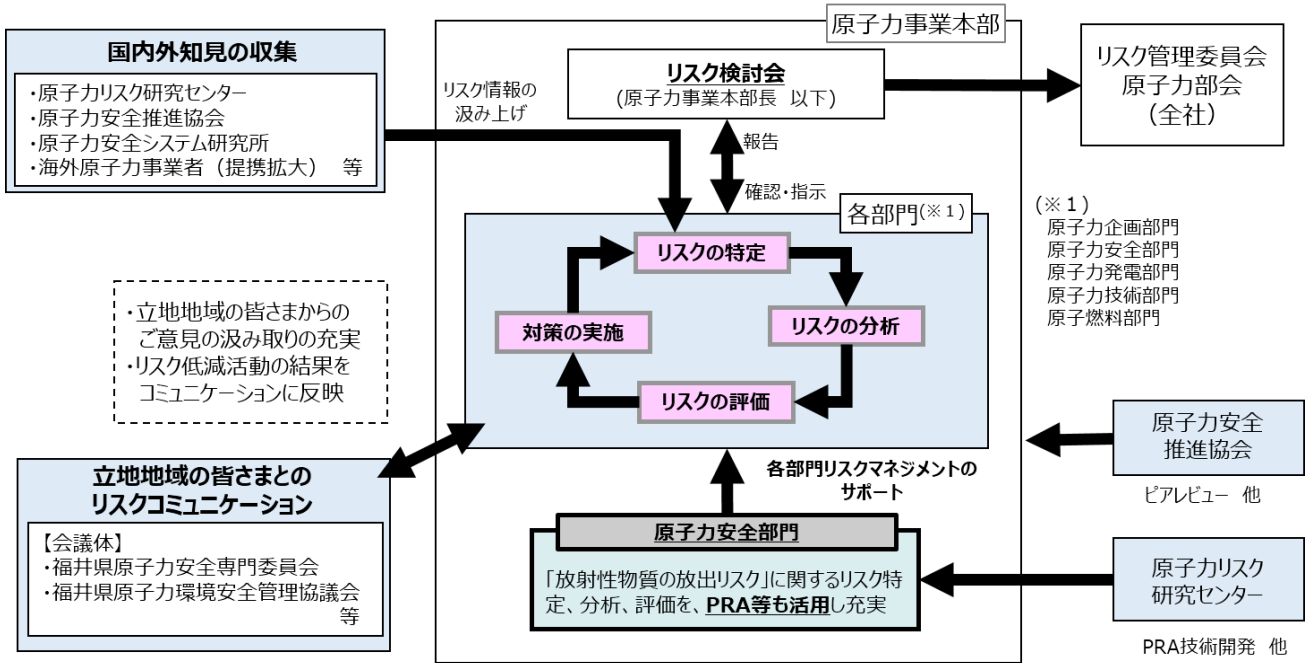 原子力事業本部
国内外知見の収集
・原子力リスク研究センター
・原子力安全推進協会
・原子力安全システム研究所
・海外原子力事業者（提携拡大）　等
リスク情報の
汲み上げ
リスク検討会
(原子力事業本部長　以下)
リスク管理委員会
原子力部会
（全社）
報告
確認・指示
各部門(※１)
リスクの特定
リスクの分析
リスクの評価
対策の実施
(※１)
原子力企画部門
原子力安全部門
原子力発電部門
原子力技術部門
原子燃料部門
・立地地域の皆さまからの
ご意見の汲み取りの充実
・リスク低減活動の結果を
コミュニケーションに反映
立地地域の皆さまとの
リスクコミュニケーション
【会議体】
・福井県原子力安全専門委員会
・福井県原子力環境安全管理協議会
等
各部門リスクマネジメントの
サポート
原子力安全部門
「放射性物質の放出リスク」に関するリスク特
定、分析、評価を、PRA等も活用し充実
原子力安全
推進協会
ピアレビュー　他
原子力リスク
研究センター
PRA技術開発　他